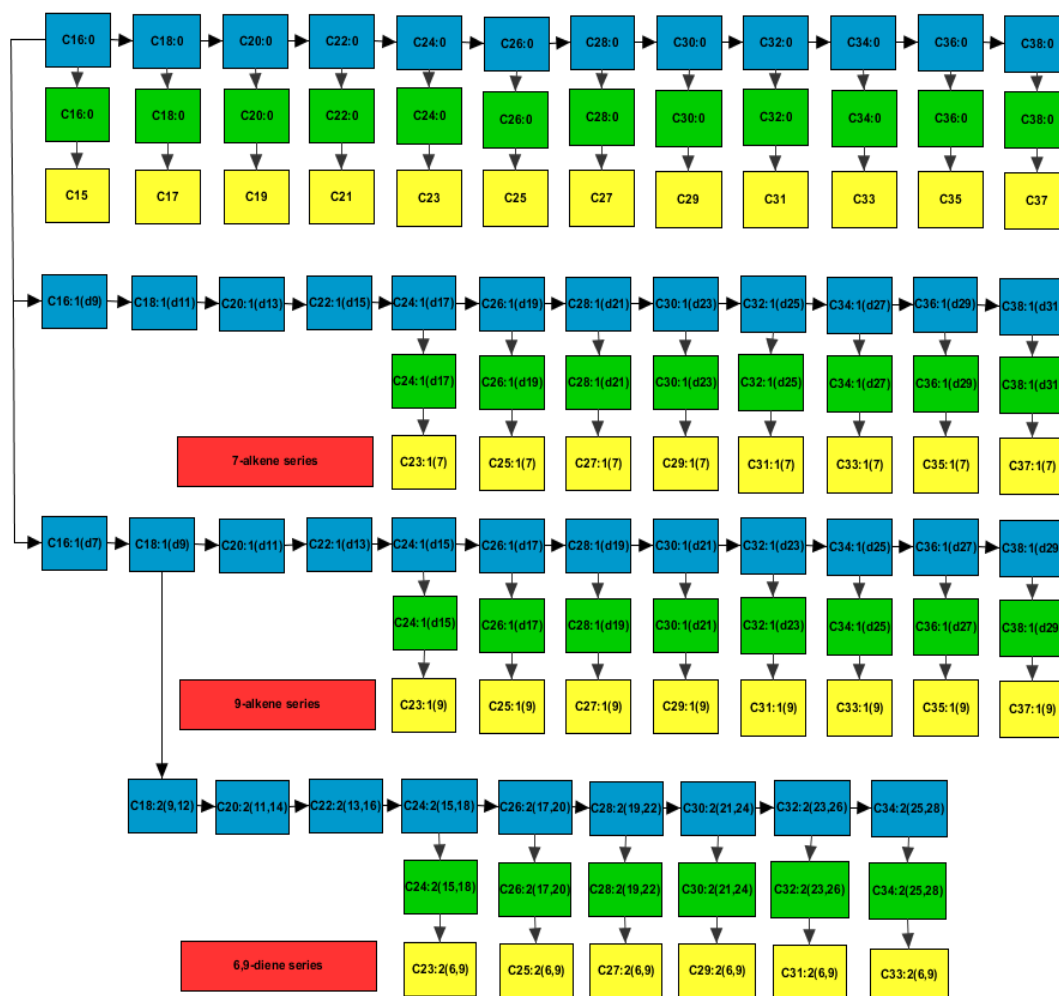 C16:0 C18:0 C20:0 C22:0 C24:0 C26:0 C28:0 C30:0 C32:0 C34:0 C36:0 C38:0
C16:0 C18:0 C20:0 C22:0 C24:0 C26:0 C28:0 C30:0 C32:0 C34:0 C36:0 C38:0
C15 C17 C19 C21 C23 C25 C27 C29 C31 C33 C35 C37
C16:1(d9) C18:1(d11) C20:1(d13) C22:1(d15) C24:1(d17) C26:1(d19) C28:1(d21) C30:1(d23) C32:1(d25) C34:1(d27) C36:1(d29) C38:1(d31
C24:1(d17) C26:1(d19) C28:1(d21) C30:1(d23) C32:1(d25) C34:1(d27) C36:1(d29) C38:1(d31
7-alkene series C23:1(7) C25:1(7) C27:1(7) C29:1(7) C31:1(7) C33:1(7) C35:1(7) C37:1(7)
C16:1(d7) C18:1(d9) C20:1(d11) C22:1(d13) C24:1(d15) C26:1(d17) C28:1(d19) C30:1(d21) C32:1(d23) C34:1(d25) C36:1(d27) C38:1(d29
C24:1(d15) C26:1(d17) C28:1(d19) C30:1(d21) C32:1(d23) C34:1(d25) C36:1(d27) C38:1(d29
9-alkene series C23:1(9) C25:1(9) C27:1(9) C29:1(9) C31:1(9) C33:1(9) C35:1(9) C37:1(9)
C18:2(9,12) C20:2(11,14) C22:2(13,16) C24:2(15,18) C26:2(17,20) C28:2(19,22) C30:2(21,24) C32:2(23,26) C34:2(25,28)
C24:2(15,18) C26:2(17,20) C28:2(19,22) C30:2(21,24) C32:2(23,26) C34:2(25,28)
6,9-diene series C23:2(6,9) C25:2(6,9) C27:2(6,9) C29:2(6,9) C31:2(6,9) C33:2(6,9)